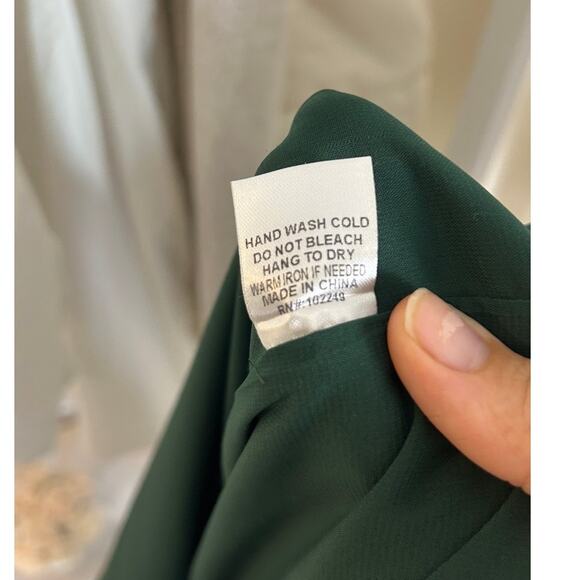 HAND WASH COLD
DO NOT BLEACH
HANG TO DRY
WARM IRON IF NEEDED
MADE IN CHINA
RN#:102249